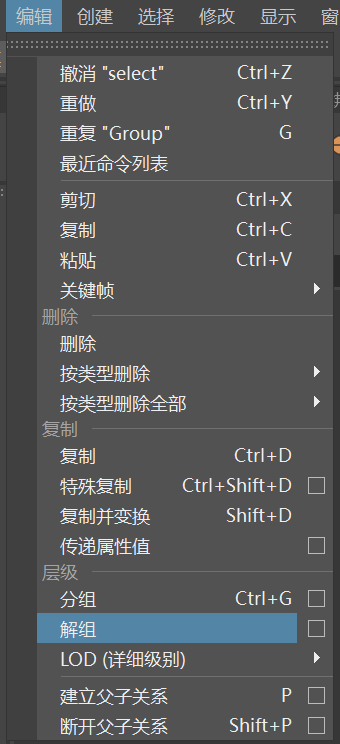 编辑 创建 选择 修改 显示 窗
撤消 "select" Ctrl+Z
重做 Ctrl+Y
重复 "Group" G
最近命令列表
剪切 Ctrl+X
复制 Ctrl+C
粘贴 Ctrl+V
关键帧
删除
删除
按类型删除
按类型删除全部
复制
复制 Ctrl+D
特殊复制 Ctrl+Shift+D
复制并变换 Shift+D
传递属性值
层级
分组 Ctrl+G
解组
LOD (详细级别)
建立父子关系 P
断开父子关系 Shift+P